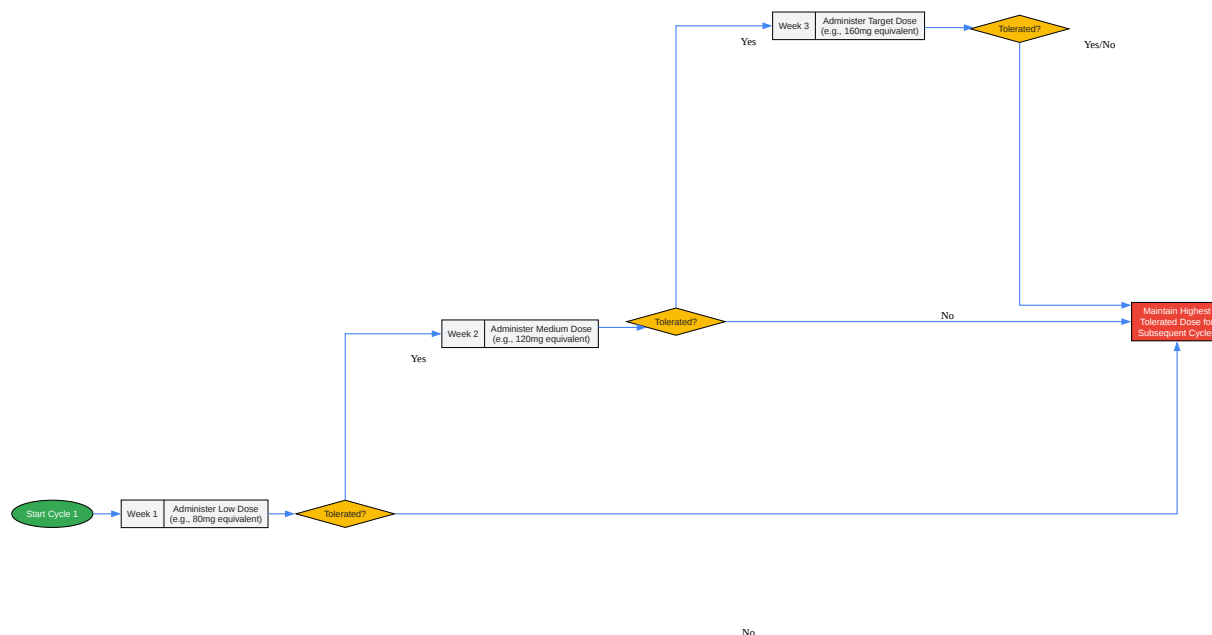 Week 3
Administer Target Dose
(e.g., 160mg equivalent)
Tolerated?
Yes
Yes/No
Week 2
Administer Medium Dose
(e.g., 120mg equivalent)
Tolerated?
No
Maintain Highest
Tolerated Dose for
Subsequent Cycles
Yes
Start Cycle 1
Week 1
Administer Low Dose
(e.g., 80mg equivalent)
Tolerated?
No